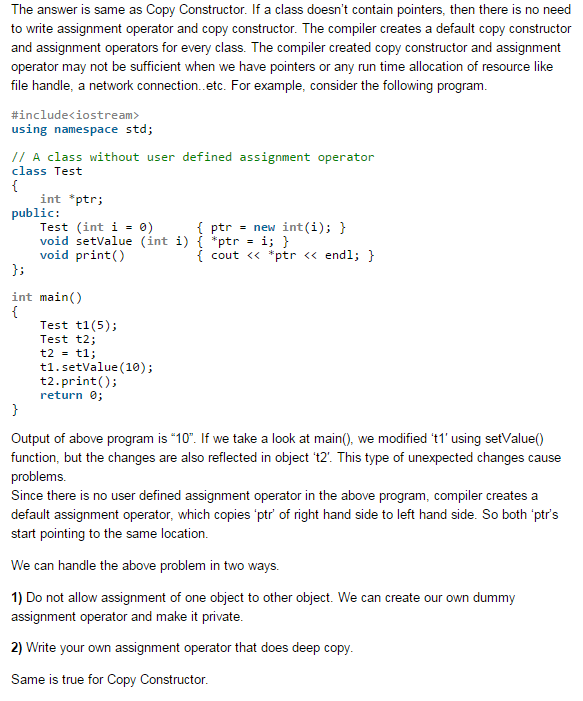 The answer is same as Copy Constructor. If a class doesn't contain pointers, then there is no need
to write assignment operator and copy constructor. The compiler creates a default copy constructor
and assignment operators for every class. The compiler created copy constructor and assignment
operator may not be sufficient when we have pointers or any run time allocation of resource like
file handle, a network connection..etc. For example, consider the following program.
#include<iostream>
using namespace std;
// A class without user defined assignment operator
class Test
{
    int *ptr;
public:
    Test (int i = 0)      { ptr = new int(i); }
    void setValue (int i) { *ptr = i; }
    void print()          { cout << *ptr << endl; }
};
int main()
{
    Test t1(5);
    Test t2;
    t2 = t1;
    t1.setValue(10);
    t2.print();
    return 0;
}
Output of above program is “10”. If we take a look at main(), we modified ‘t1’ using setValue()
function, but the changes are also reflected in object ‘t2’. This type of unexpected changes cause
problems.
Since there is no user defined assignment operator in the above program, compiler creates a
default assignment operator, which copies ‘ptr’ of right hand side to left hand side. So both ‘ptr’s
start pointing to the same location.
We can handle the above problem in two ways.
1) Do not allow assignment of one object to other object. We can create our own dummy
assignment operator and make it private.
2) Write your own assignment operator that does deep copy.
Same is true for Copy Constructor.